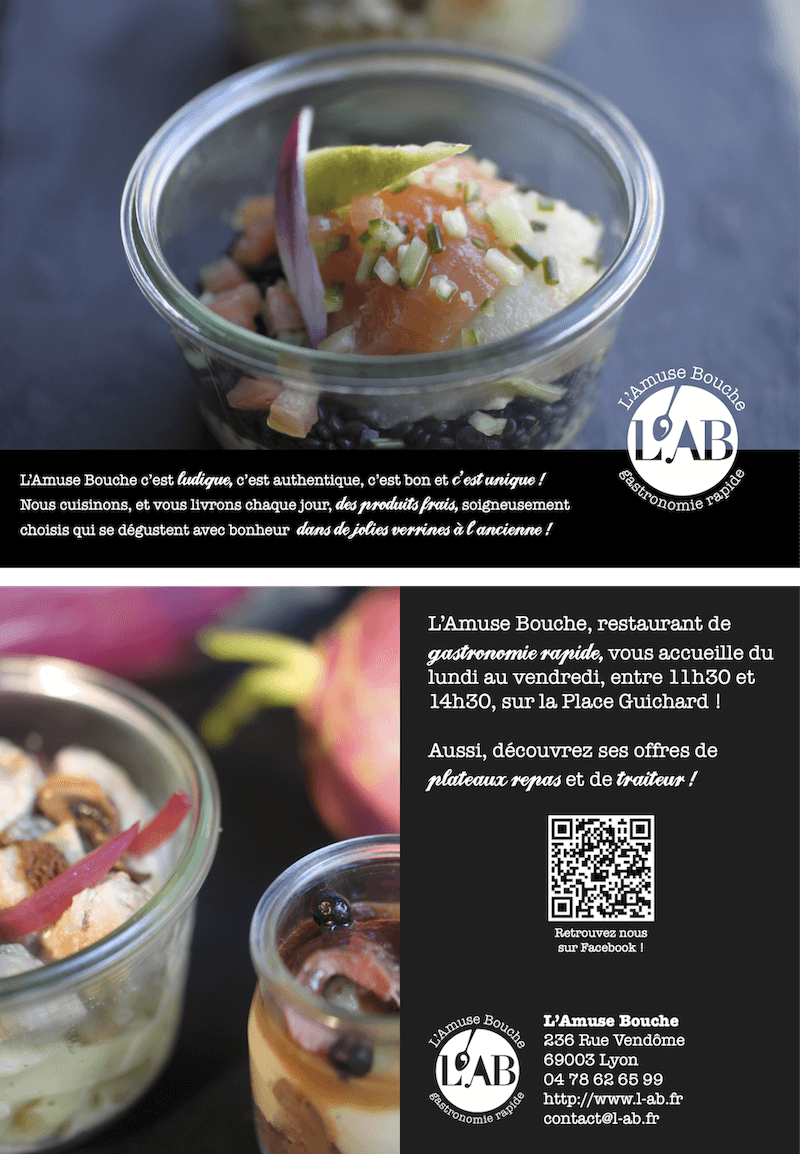 L'Amuse Bouche
L'AB
gastronomie rapide
L'Amuse Bouche c'est ludique, c'est authentique, c'est bon et c'est unique !
Nous cuisinons, et vous livrons chaque jour, des produits frais, soigneusement
choisis qui se dégustent avec bonheur dans de jolies verrines à l'ancienne !
L'Amuse Bouche, restaurant de
gastronomie rapide, vous accueille du
lundi au vendredi, entre 11h30 et
14h30, sur la Place Guichard !
Aussi, découvrez ses offres de
plateaux repas et de traiteur !
Retrouvez nous
sur Facebook !
L'Amuse Bouche
L'AB
gastronomie rapide
L'Amuse Bouche
236 Rue Vendôme
69003 Lyon
04 78 62 65 99
http://www.l-ab.fr
contact@l-ab.fr